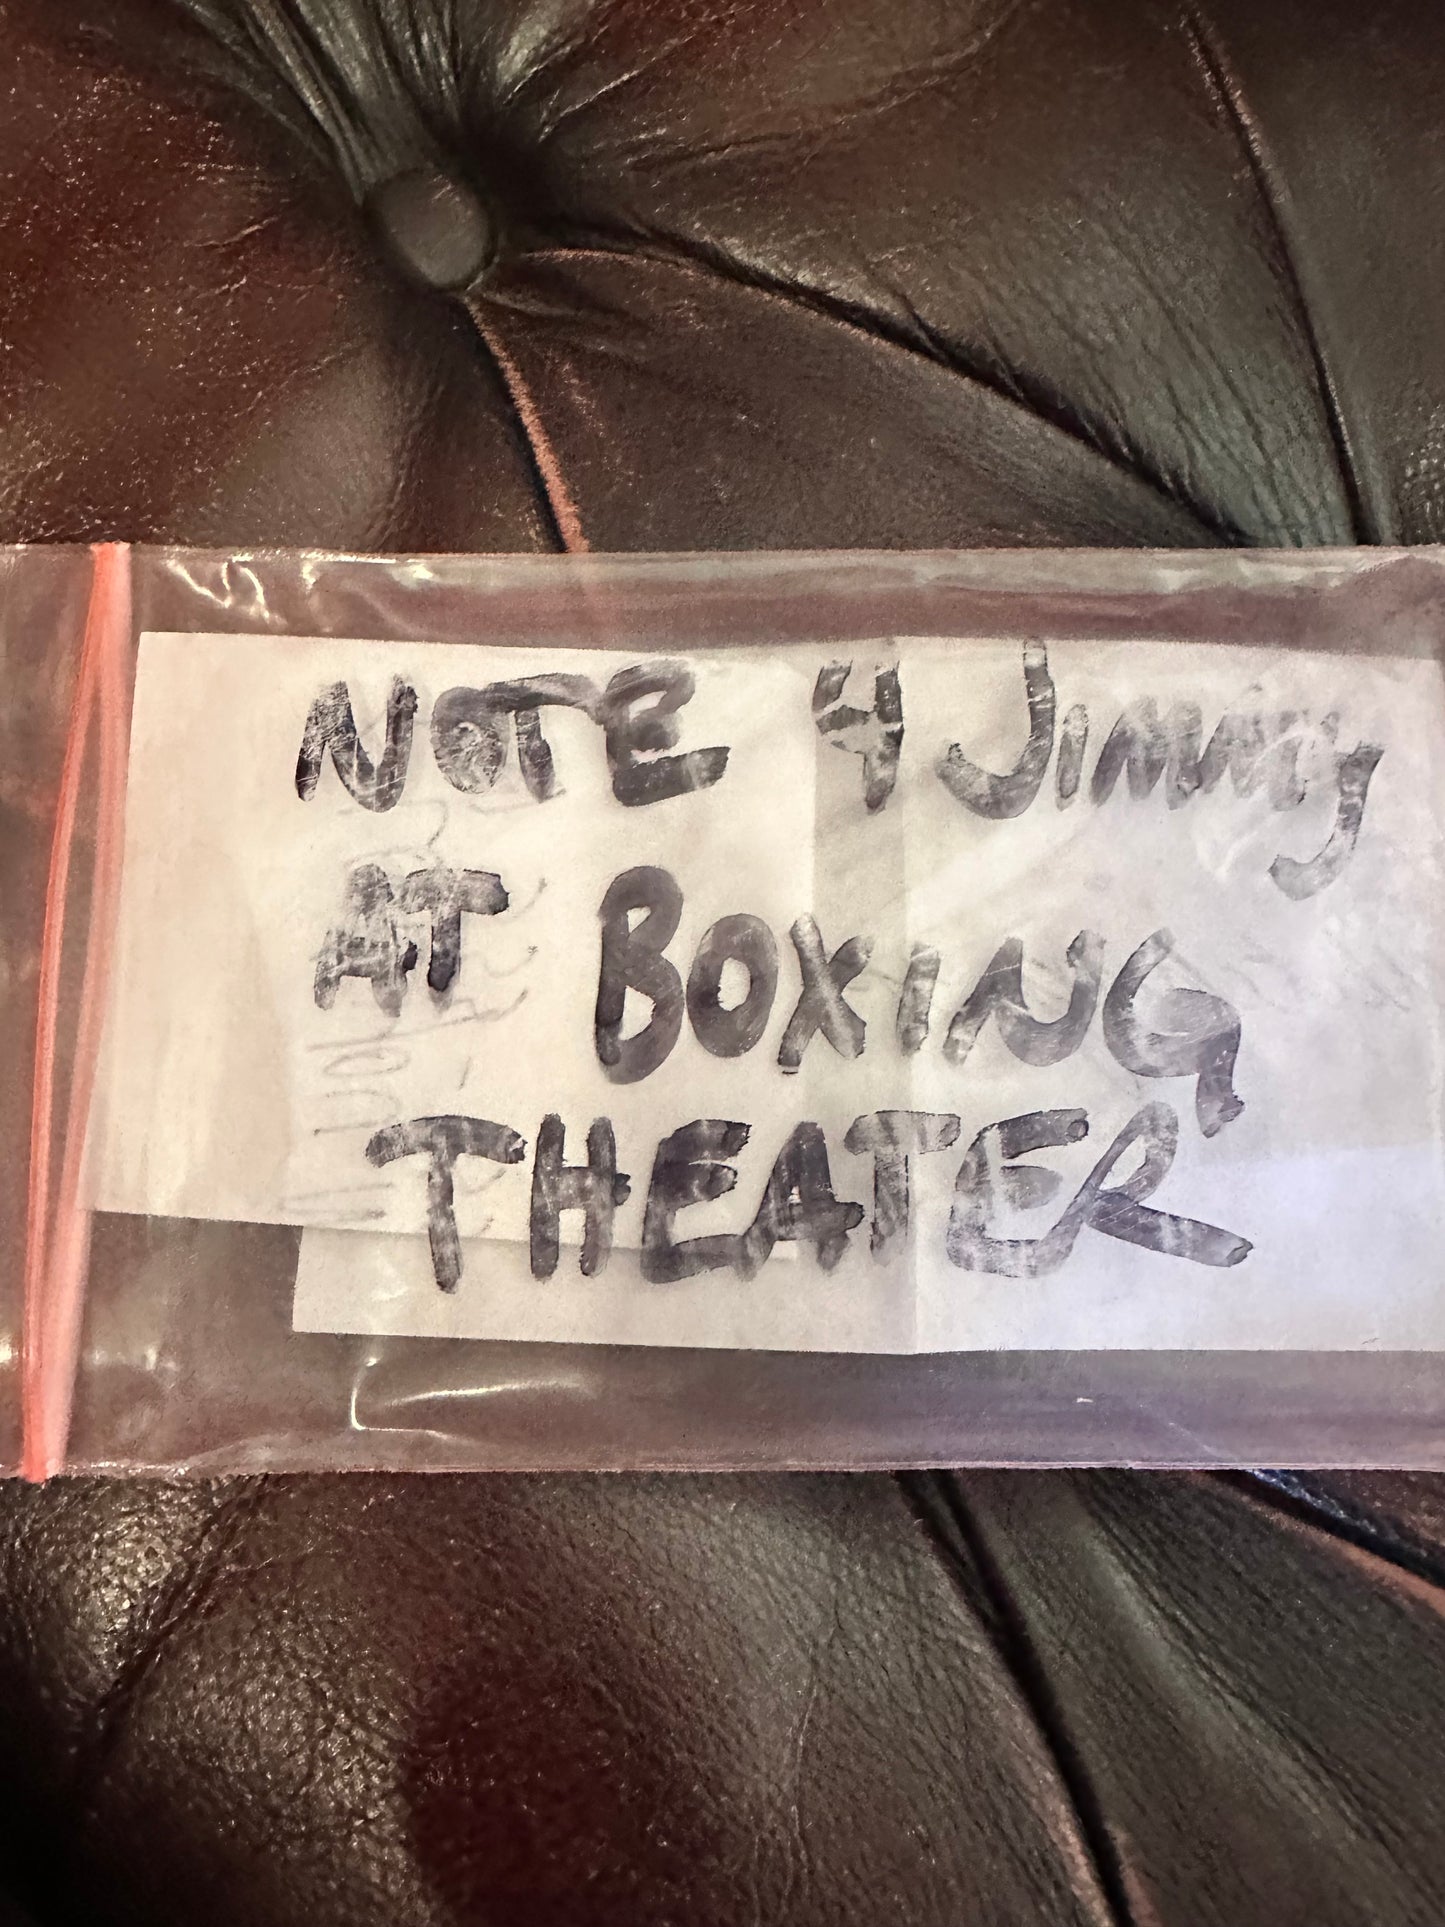 NOTE 4 Jimmy
AT BOXING
THEATER